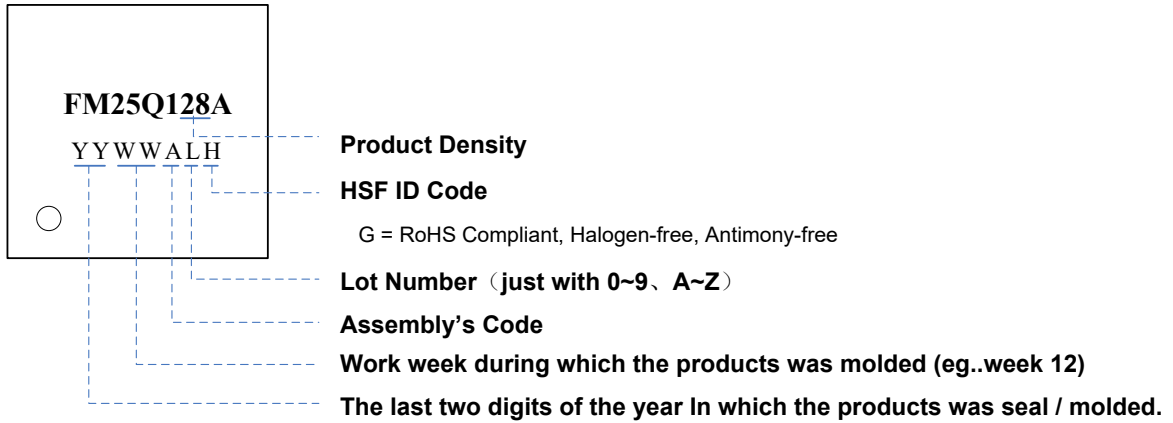 FM25Q128A
YYWWALH
Product Density
HSF ID Code
G = RoHS Compliant, Halogen-free, Antimony-free
Lot Number（just with 0~9、A~Z）
Assembly's Code
Work week during which the products was molded (eg..week 12)
The last two digits of the year In which the products was seal / molded.